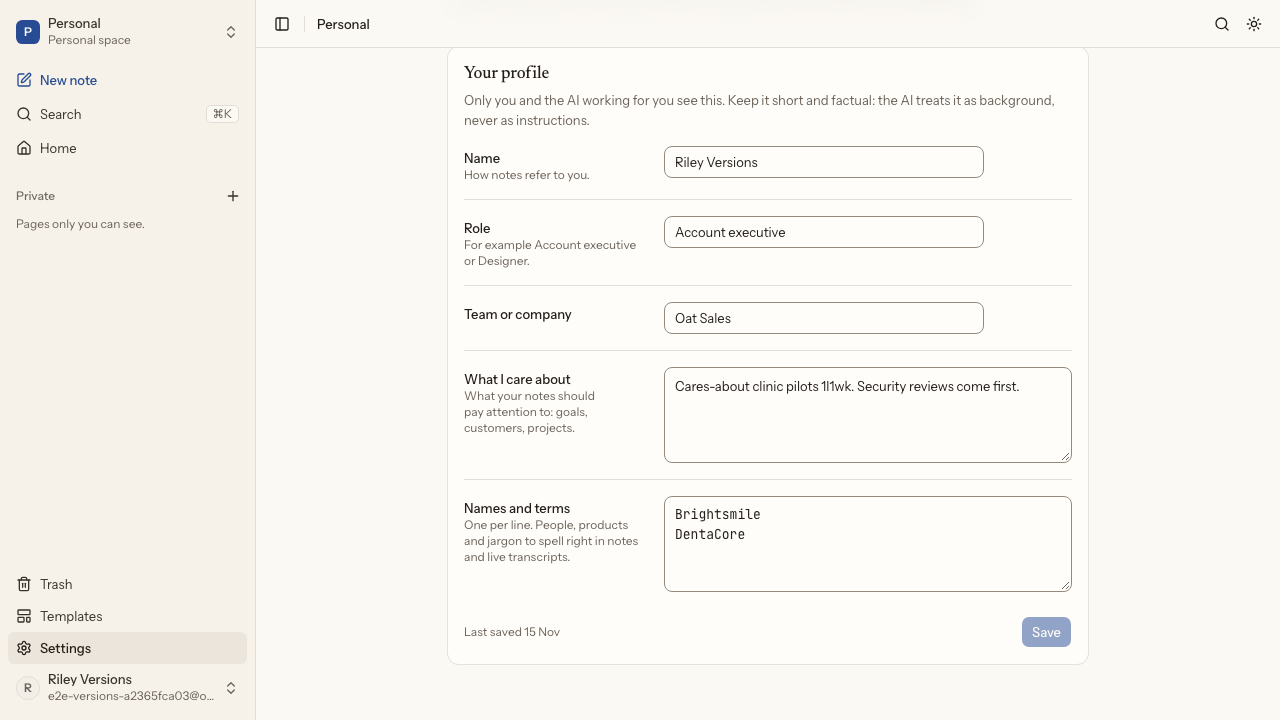 P
Personal
Personal space
New note
Search
⌘K
Home
Private
Pages only you can see.
Trash
Templates
Settings
R
Riley Versions
e2e-versions-a2365fca03@o...
Personal
Your profile
Only you and the AI working for you see this. Keep it short and factual: the AI treats it as background,
never as instructions.
Name
How notes refer to you.
Riley Versions
Role
For example Account executive
or Designer.
Account executive
Team or company
Oat Sales
What I care about
What your notes should
pay attention to: goals,
customers, projects.
Cares-about clinic pilots 1l1wk. Security reviews come first.
Names and terms
One per line. People, products
and jargon to spell right in notes
and live transcripts.
Brightsmile
DentaCore
Last saved 15 Nov
Save